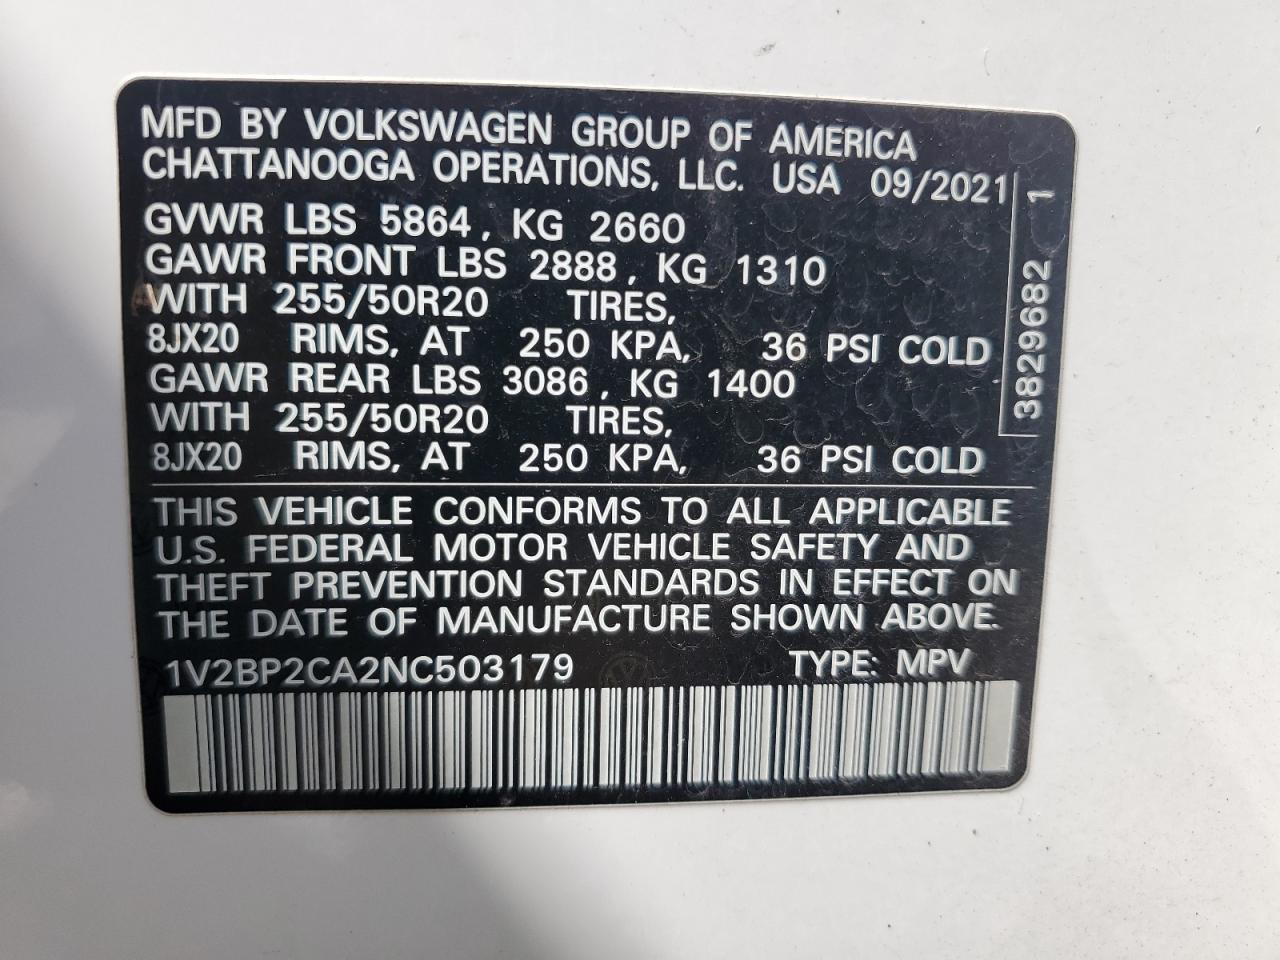 MFD BY VOLKSWAGEN GROUP OF AMERICA
CHATTANOOGA OPERATIONS, LLC. USA 09/2021
GVWR LBS 5864, KG 2660
GAWR FRONT LBS 2888, KG 1310
WITH 255/50R20 TIRES,
8JX20 RIMS, AT 250 KPA, 36 PSI COLD
GAWR REAR LBS 3086, KG 1400
WITH 255/50R20 TIRES,
8JX20 RIMS, AT 250 KPA, 36 PSI COLD
3829682 1
THIS VEHICLE CONFORMS TO ALL APPLICABLE
U.S. FEDERAL MOTOR VEHICLE SAFETY AND
THEFT PREVENTION STANDARDS IN EFFECT ON
THE DATE OF MANUFACTURE SHOWN ABOVE.
1V2BP2CA2NC503179 TYPE: MPV